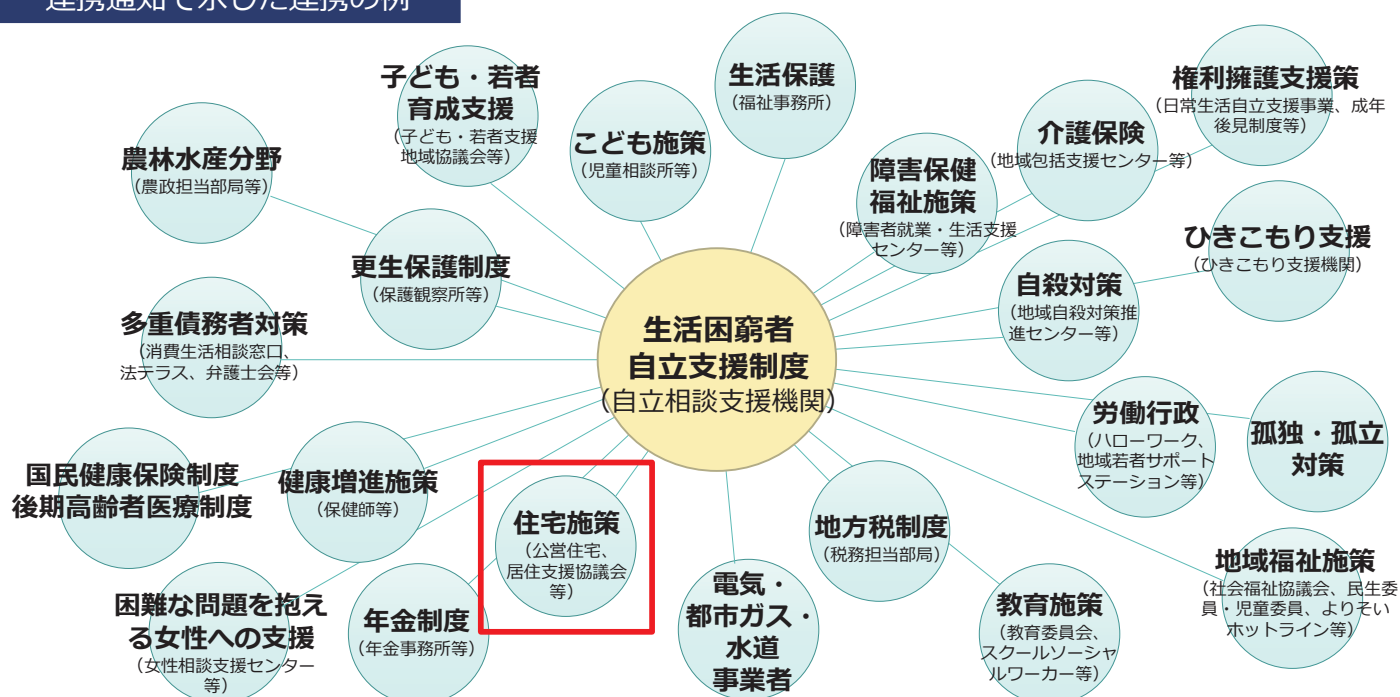 連携通知で示した連携の例
子ども・若者
育成支援
（子ども・若者支援
地域協議会等）
生活保護
（福祉事務所）
権利擁護支援策
（日常生活自立支援事業、成年
後見制度等）
こども施策
（児童相談所等）
介護保険
（地域包括支援センター等）
農林水産分野
（農政担当部局等）
障害保健
福祉施策
（障害者就業・生活支援
センター等）
ひきこもり支援
（ひきこもり支援機関）
更生保護制度
（保護観察所等）
自殺対策
（地域自殺対策推
進センター等）
多重債務者対策
（消費生活相談窓口、
法テラス、弁護士会等）
生活困窮者
自立支援制度
（自立相談支援機関）
労働行政
（ハローワーク、
地域若者サポート
ステーション等）
孤独・孤立
対策
国民健康保険制度
後期高齢者医療制度
健康増進施策
（保健師等）
住宅施策
（公営住宅、
居住支援協議会
等）
地方税制度
（税務担当部局）
地域福祉施策
（社会福祉協議会、民生委
員・児童委員、よりそい
ホットライン等）
困難な問題を抱え
る女性への支援
（女性相談支援センター
等）
年金制度
（年金事務所等）
電気・
都市ガス・
水道
事業者
教育施策
（教育委員会、
スクールソーシャ
ルワーカー等）